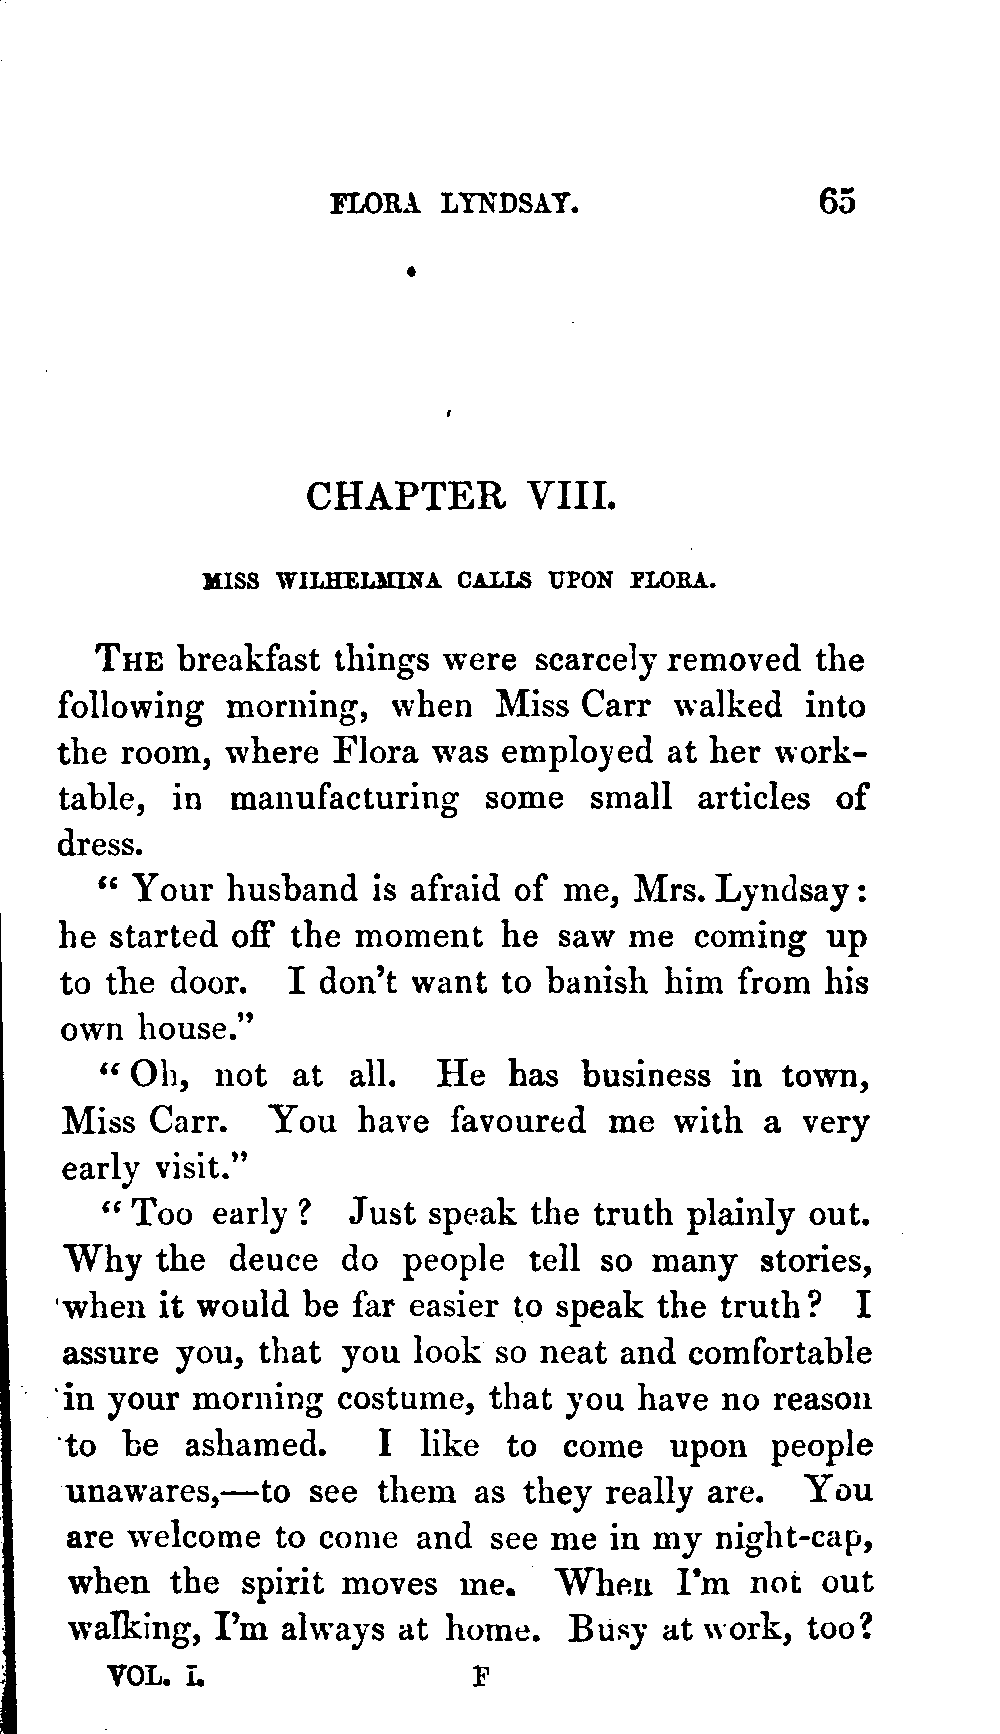 FLORA LYNDSAY. 65
CHAPTER VIII.
MISS WILHELMINA CALLS UPON FLORA.
THE breakfast things were scarcely removed the
following morning, when Miss Carr walked into
the room, where Flora was employed at her work-
table, in manufacturing some small articles of
dress.
“ Your husband is afraid of me, Mrs. Lyndsay:
he started off the moment he saw me coming up
to the door. I don’t want to banish him from his
own house.”
“ Oh, not at all. He has business in town,
Miss Carr. You have favoured me with a very
early visit.”
“ Too early ? Just speak the truth plainly out.
Why the deuce do people tell so many stories,
when it would be far easier to speak the truth? I
assure you, that you look so neat and comfortable
in your morning costume, that you have no reason
to be ashamed. I like to come upon people
unawares,—to see them as they really are. You
are welcome to come and see me in my night-cap,
when the spirit moves me. When I’m not out
walking, I’m always at home. Busy at work, too?
VOL. I. F